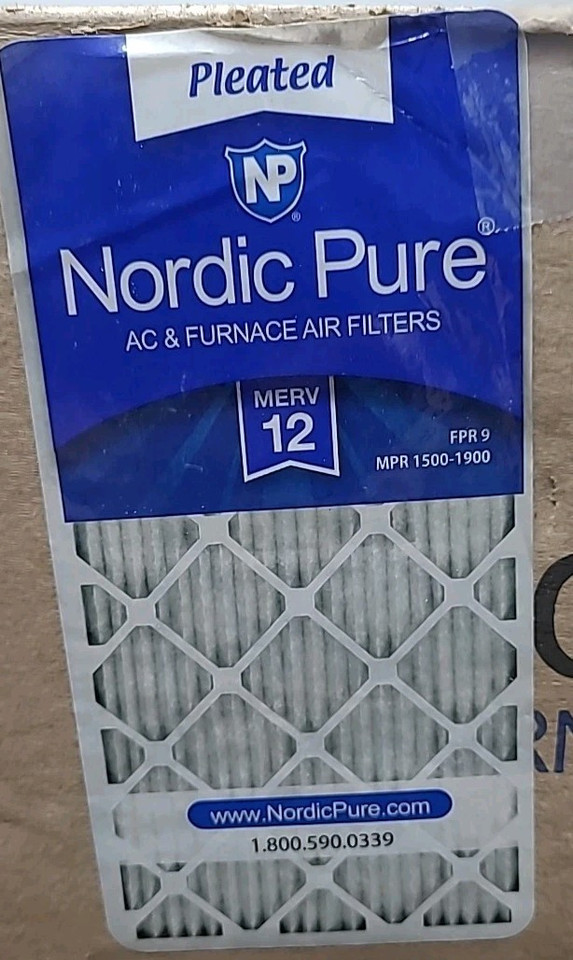 Pleated
NP
®
Nordic Pure®
AC & FURNACE AIR FILTERS
MERV
12
FPR 9
MPR 1500-1900
www.NordicPure.com
1.800.590.0339